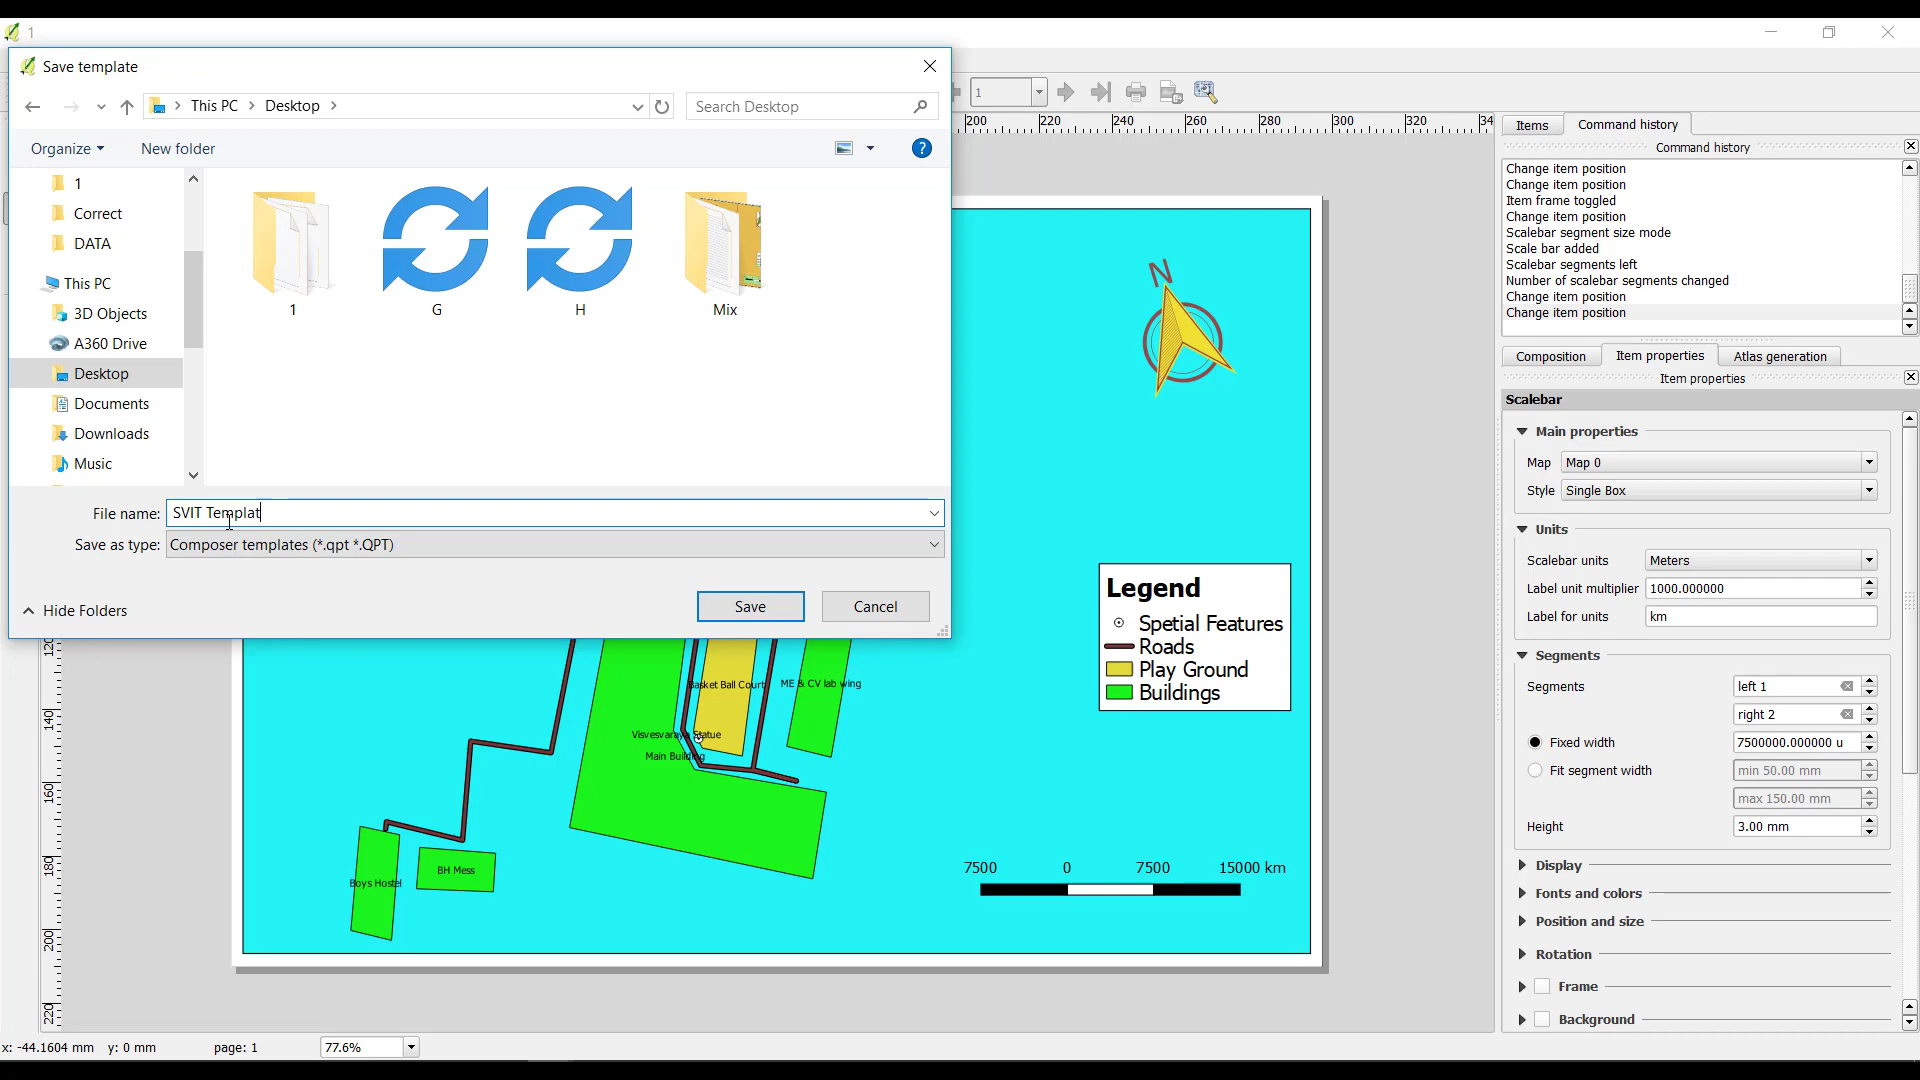 1
Save template
This PC
Desktop
Search Desktop
Organize
New folder
1
Correct
DATA
This PC
3D Objects
A360 Drive
Desktop
Documents
Downloads
Music
1
G
H
Mix
File name:
SVIT Templat
Save as type:
Composer templates (*.qpt *.QPT)
Hide Folders
Save
Cancel
1
200
220
240
260
280
300
320
34
N
Legend
Spetial Features
Roads
Play Ground
Buildings
Basket Ball Court
ME & CV lab wing
Visvesvaraya Statue
Main Building
Boys Hostel
BH Mess
7500
0
7500
15000 km
120
140
160
180
200
220
x: -44.1604 mm
y: 0 mm
page: 1
77.6%
Items
Command history
Command history
Change item position
Change item position
Item frame toggled
Change item position
Scalebar segment size mode
Scale bar added
Scalebar segments left
Number of scalebar segments changed
Change item position
Change item position
Composition
Item properties
Atlas generation
Item properties
Scalebar
Main properties
Map
Map 0
Style
Single Box
Units
Scalebar units
Meters
Label unit multiplier
1000.000000
Label for units
km
Segments
Segments
left 1
right 2
Fixed width
7500000.000000 u
Fit segment width
min 50.00 mm
max 150.00 mm
Height
3.00 mm
Display
Fonts and colors
Position and size
Rotation
Frame
Background